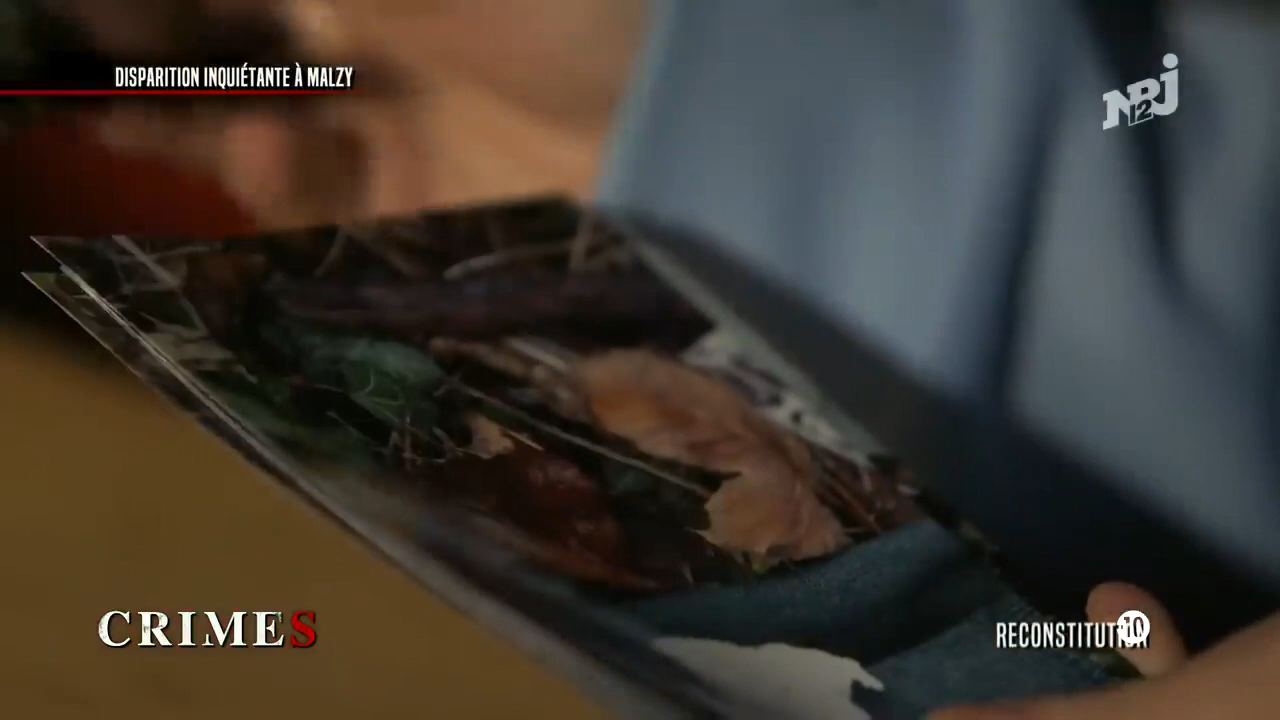 DISPARITION INQUIÉTANTE À MALZY
NRJ 12
CRIMES
RECONSTITUTION
-10